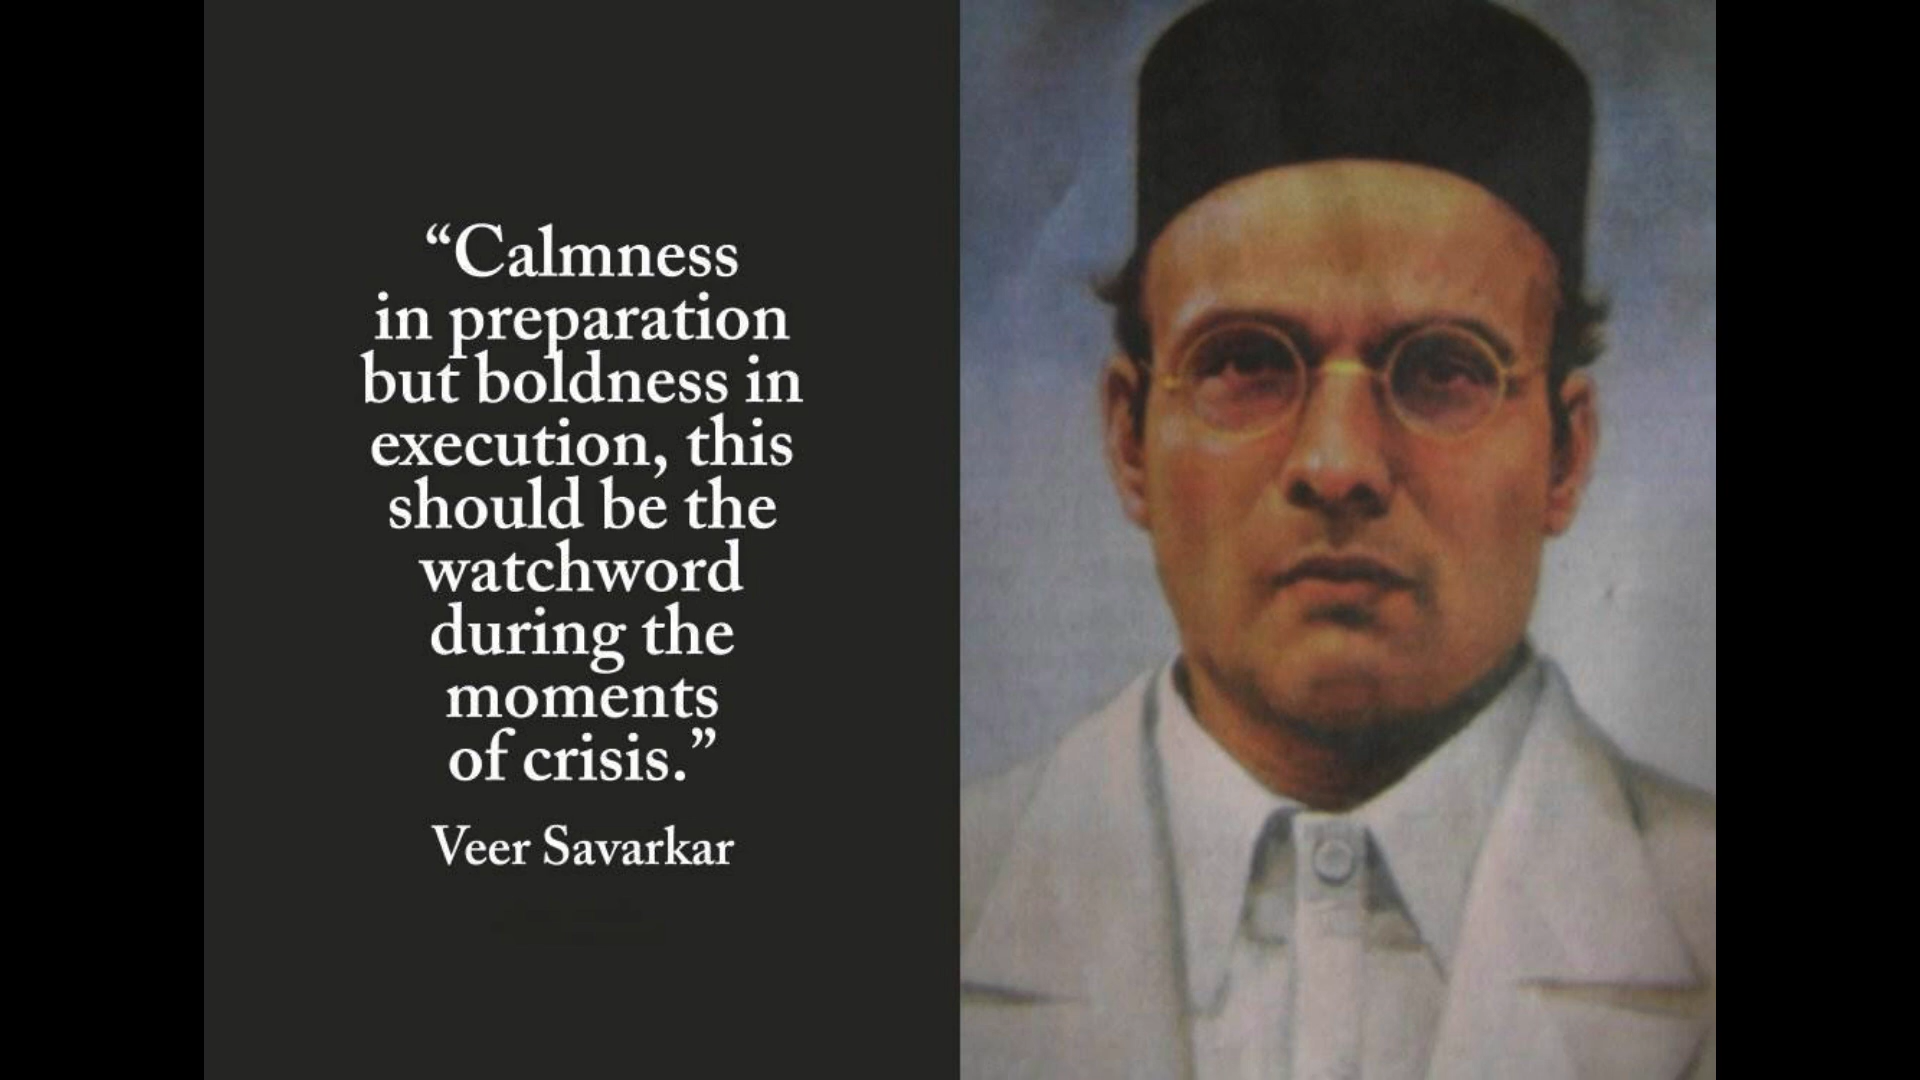 “Calmness
in preparation
but boldness in
execution, this
should be the
watchword
during the
moments
of crisis.”
Veer Savarkar